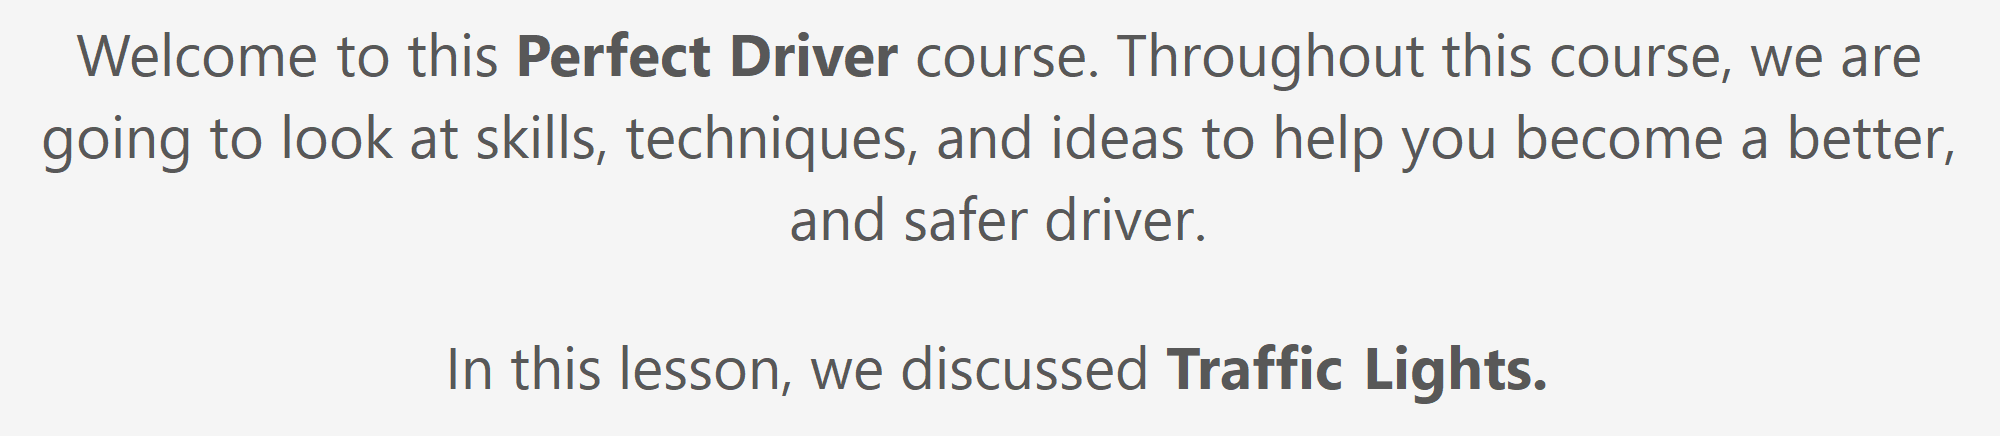 Welcome to this Perfect Driver course. Throughout this course, we are
going to look at skills, techniques, and ideas to help you become a better,
and safer driver.
In this lesson, we discussed Traffic Lights.